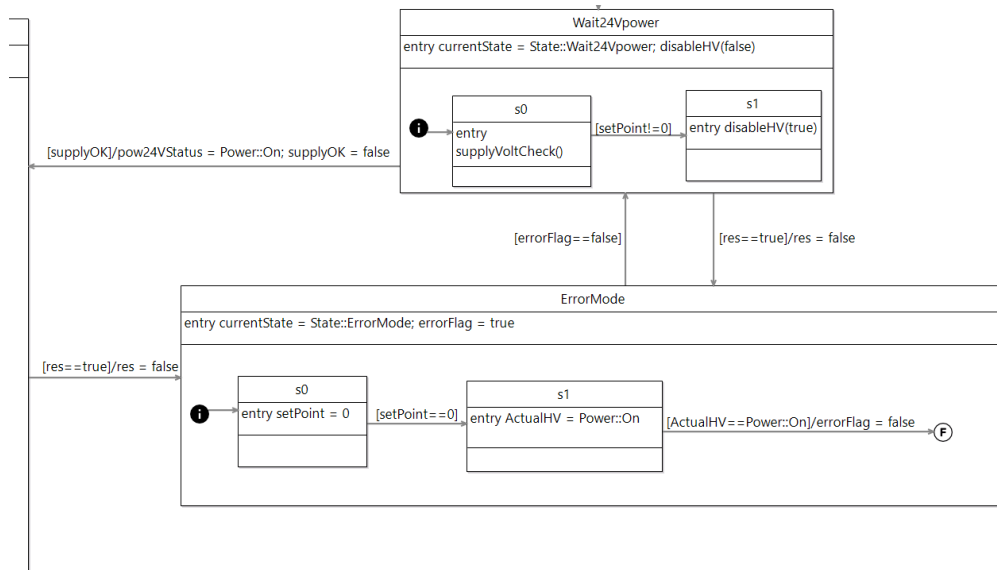 Wait24Vpower
entry currentState = State::Wait24Vpower; disableHV(false)
s0
s1
i
entry
supplyVoltCheck()
[setPoint!=0]
entry disableHV(true)
[supplyOK]/pow24VStatus = Power::On; supplyOK = false
[errorFlag==false]
[res==true]/res = false
ErrorMode
entry currentState = State::ErrorMode; errorFlag = true
[res==true]/res = false
s0
s1
i
entry setPoint = 0
[setPoint==0]
entry ActualHV = Power::On
[ActualHV==Power::On]/errorFlag = false
F